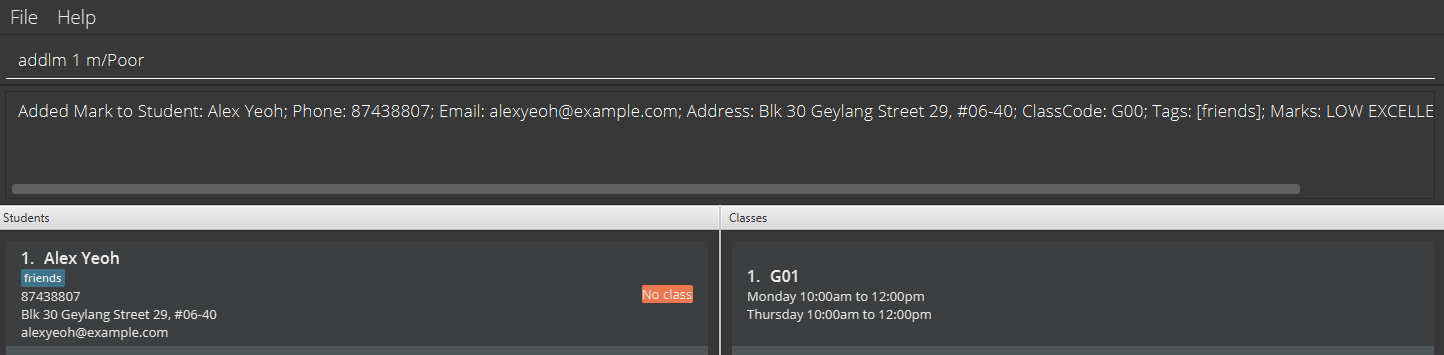 File Help
addlm 1 m/Poor
Added Mark to Student: Alex Yeoh; Phone: 87438807; Email: alexyeoh@example.com; Address: Blk 30 Geylang Street 29, #06-40; ClassCode: G00; Tags: [friends]; Marks: LOW EXCELLE
Students
Classes
1. Alex Yeoh
friends
87438807
Blk 30 Geylang Street 29, #06-40
alexyeoh@example.com
No class
1. G01
Monday 10:00am to 12:00pm
Thursday 10:00am to 12:00pm